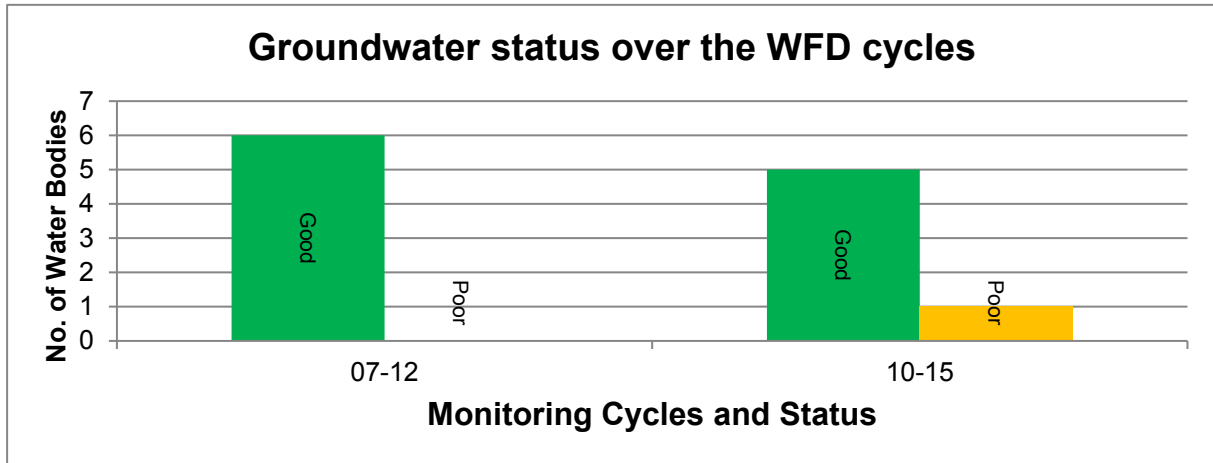 Groundwater status over the WFD cycles
No. of Water Bodies
7
6
5
4
3
2
1
0
Good
Poor
Good
Poor
07-12
10-15
Monitoring Cycles and Status